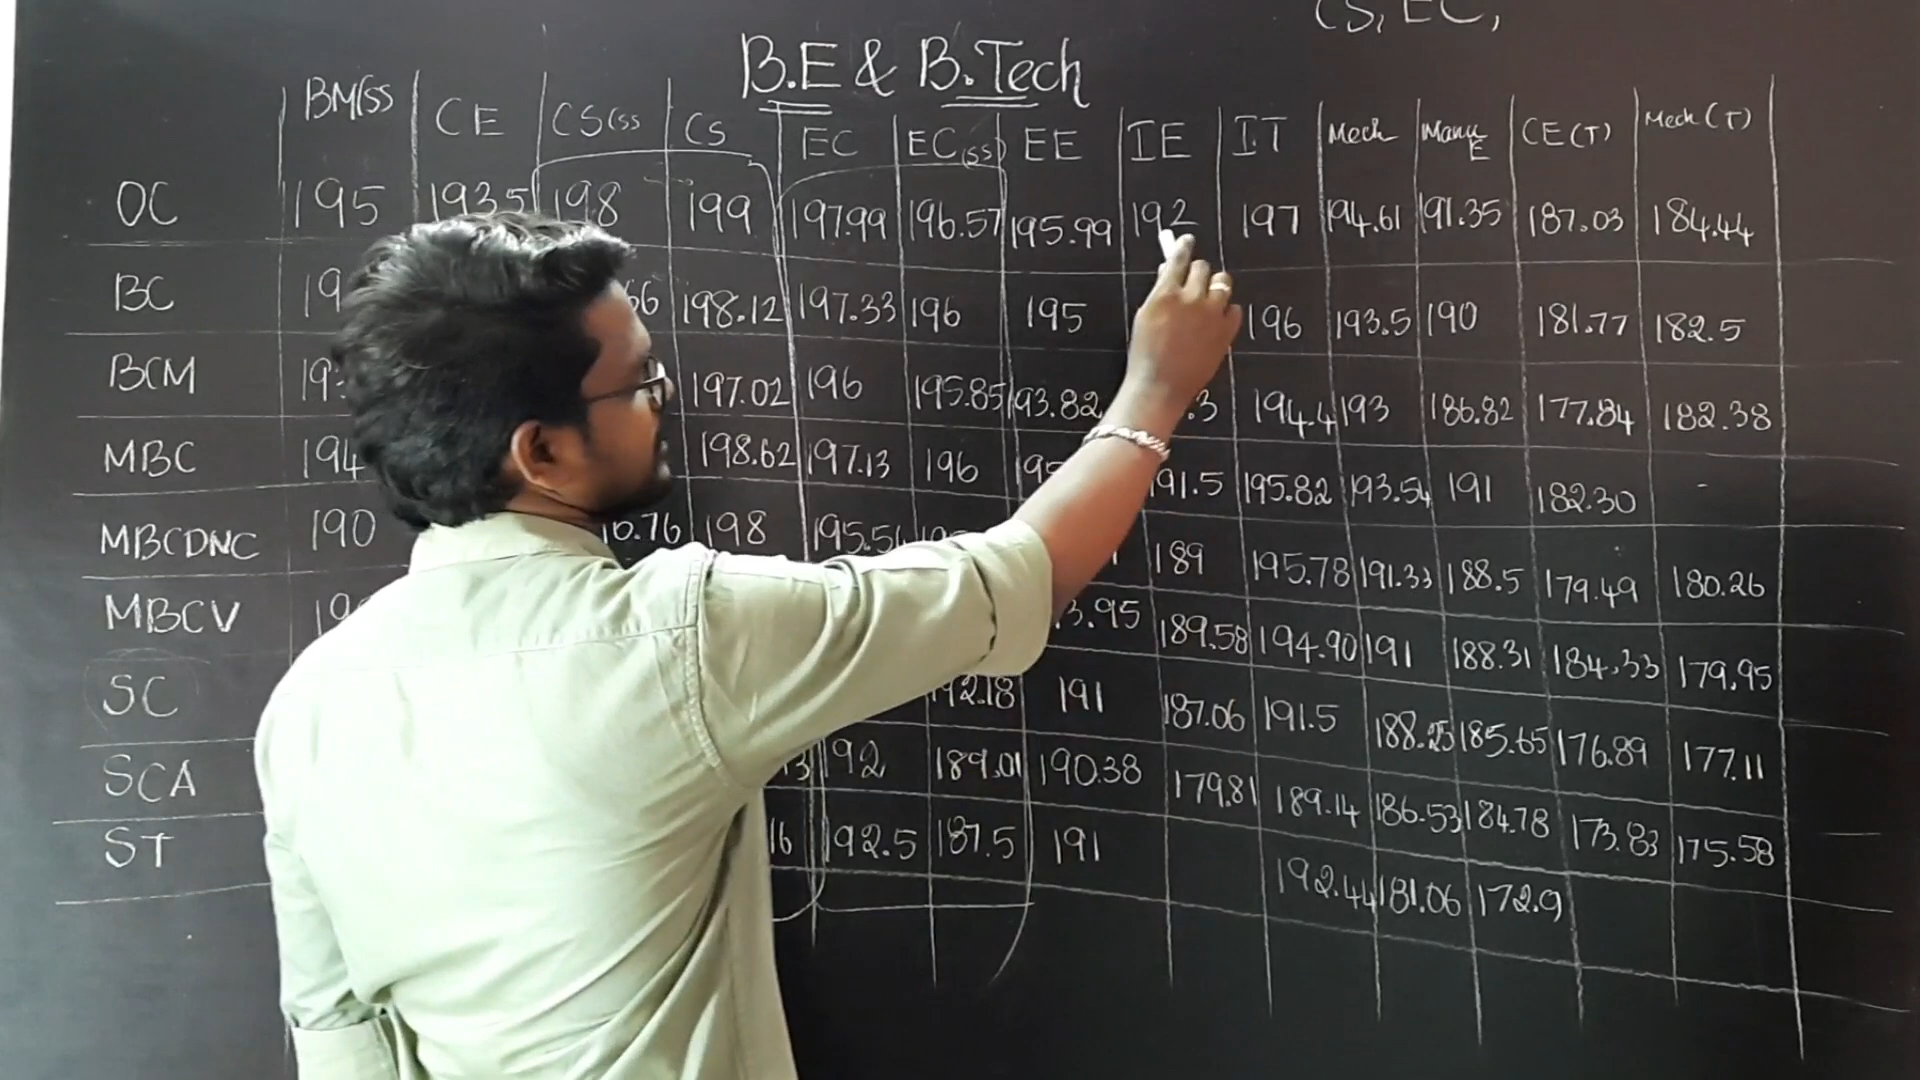 CS, EC,
B.E & B.Tech
BM(SS CE CS(SS CS EC EC(SS) EE IE IT Mech Manu E CE(T) Mech(T)
OC 195 193.5 198 199 197.99 196.57 195.99 192 197 194.61 191.35 187.03 184.44
BC 198.12 197.33 196 195 196 193.5 190 181.77 182.5
BCM 197.02 196 195.85 193.82 194.4 193 186.82 177.84 182.38
MBC 194 198.62 197.13 196 191.5 195.82 193.54 191 182.30 -
MBCDNC 190 198 189 195.78 191.33 188.5 179.49 180.26
MBCV 189.58 194.90 191 188.31 184.33 179.95
SC 192.18 191 187.06 191.5 188.25 185.65 176.89 177.11
SCA 192 189.01 190.38 179.81 189.14 186.53 184.78 173.83 175.58
ST 192.5 187.5 191 192.44 181.06 172.9